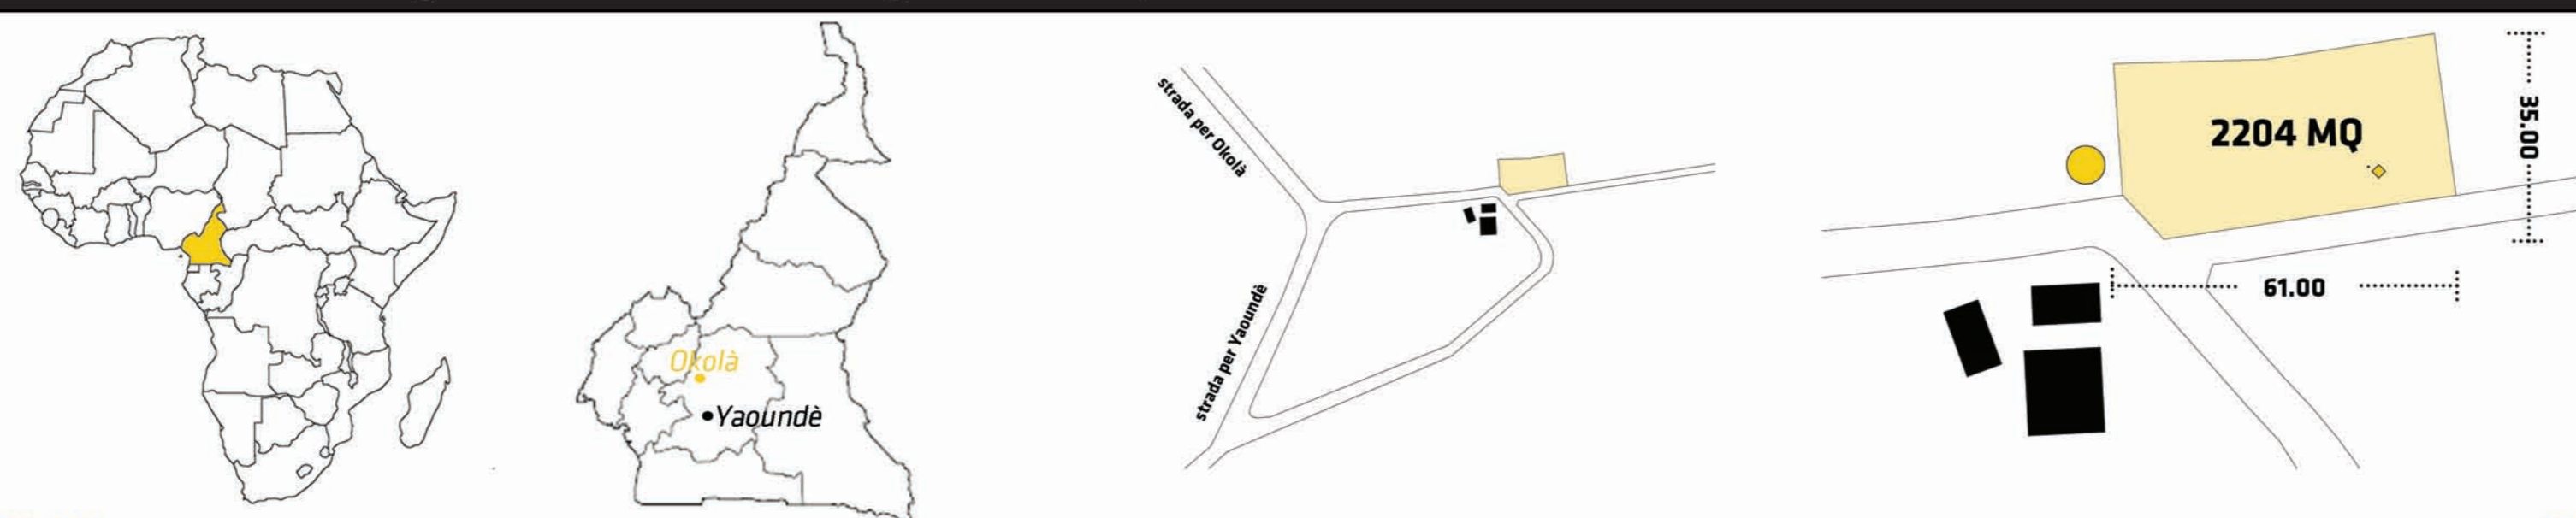 Okolà
Yaoundè
strada per Okolà
strada per Yaoundè
2204 MQ
35.00
61.00